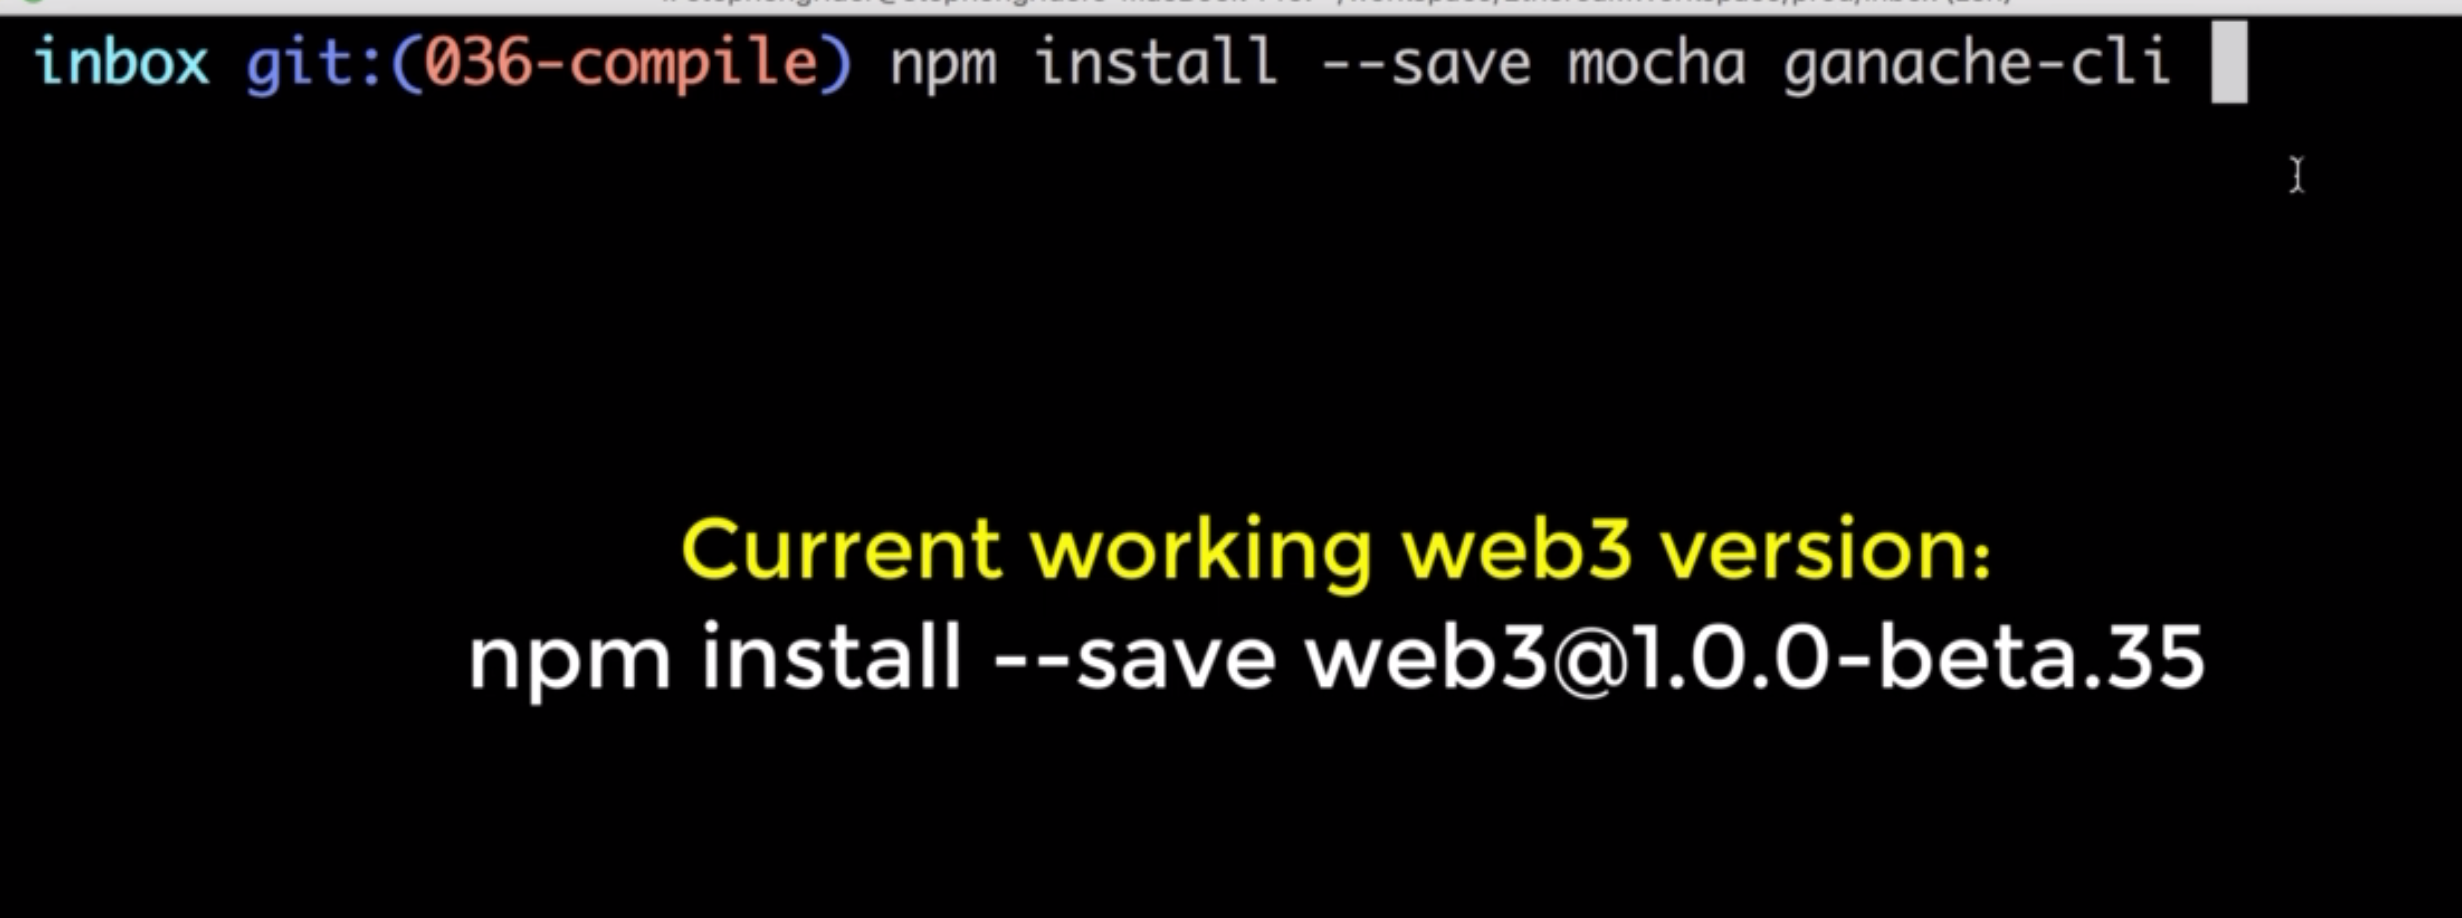 inbox git:(036-compile) npm install --save mocha ganache-cli
Current working web3 version:
npm install --save web3@1.0.0-beta.35